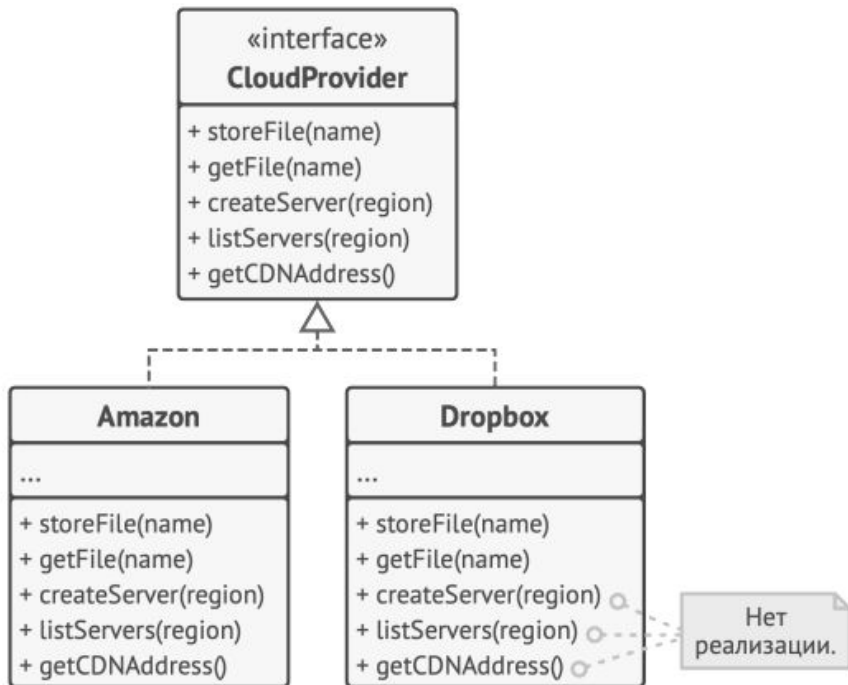 «interface»
CloudProvider
+ storeFile(name)
+ getFile(name)
+ createServer(region)
+ listServers(region)
+ getCDNAddress()
Amazon
...
+ storeFile(name)
+ getFile(name)
+ createServer(region)
+ listServers(region)
+ getCDNAddress()
Dropbox
...
+ storeFile(name)
+ getFile(name)
+ createServer(region)
+ listServers(region)
+ getCDNAddress()
Нет
реализации.